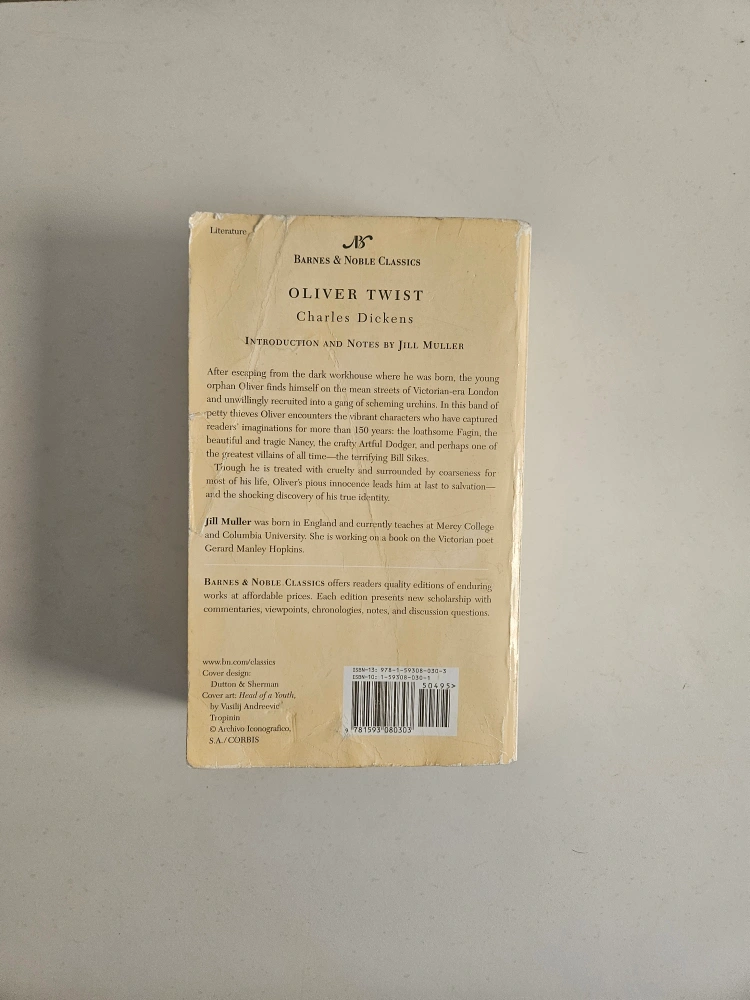 Literature
BN
BARNES & NOBLE CLASSICS
OLIVER TWIST
Charles Dickens
INTRODUCTION AND NOTES BY JILL MULLER
After escaping from the dark workhouse where he was born, the young
orphan Oliver finds himself on the mean streets of Victorian-era London
and unwillingly recruited into a gang of scheming urchins. In this band of
petty thieves Oliver encounters the vibrant characters who have captured
readers' imaginations for more than 150 years: the loathsome Fagin, the
beautiful and tragic Nancy, the crafty Artful Dodger, and perhaps one of
the greatest villains of all time—the terrifying Bill Sikes.
Though he is treated with cruelty and surrounded by coarseness for
most of his life, Oliver's pious innocence leads him at last to salvation—
and the shocking discovery of his true identity.
Jill Muller was born in England and currently teaches at Mercy College
and Columbia University. She is working on a book on the Victorian poet
Gerard Manley Hopkins.
BARNES & NOBLE CLASSICS offers readers quality editions of enduring
works at affordable prices. Each edition presents new scholarship with
commentaries, viewpoints, chronologies, notes, and discussion questions.
www.bn.com/classics
Cover design:
Dutton & Sherman
Cover art: Head of a Youth,
by Vasilij Andreevic
Tropinin
© Archivo Iconografico,
S.A./CORBIS
ISBN-13: 978-1-59308-030-3
ISBN-10: 1-59308-030-1
50495>
9 781593 080303